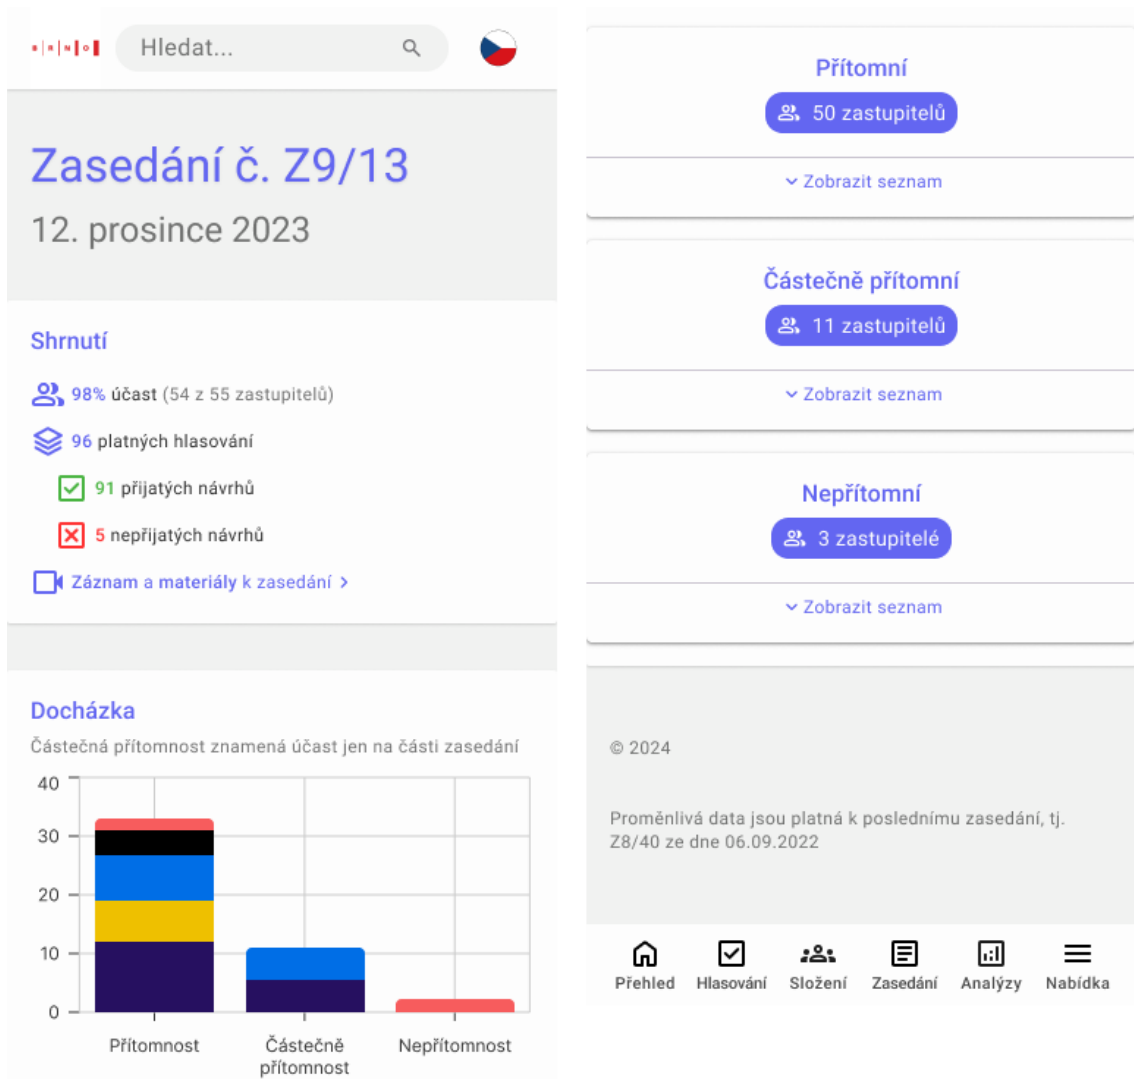 BRNO
Hledat...
Zasedání č. Z9/13
12. prosince 2023
Shrnutí
98% účast (54 z 55 zastupitelů)
96 platných hlasování
91 přijatých návrhů
5 nepřijatých návrhů
Záznam a materiály k zasedání >
Docházka
Částečná přítomnost znamená účast jen na části zasedání
40
30
20
10
0
Přítomnost
Částečně
přítomnost
Nepřítomnost
Přítomní
50 zastupitelů
Zobrazit seznam
Částečně přítomní
11 zastupitelů
Zobrazit seznam
Nepřítomní
3 zastupitelé
Zobrazit seznam
© 2024
Proměnlivá data jsou platná k poslednímu zasedání, tj.
Z8/40 ze dne 06.09.2022
Přehled
Hlasování
Složení
Zasedání
Analýzy
Nabídka